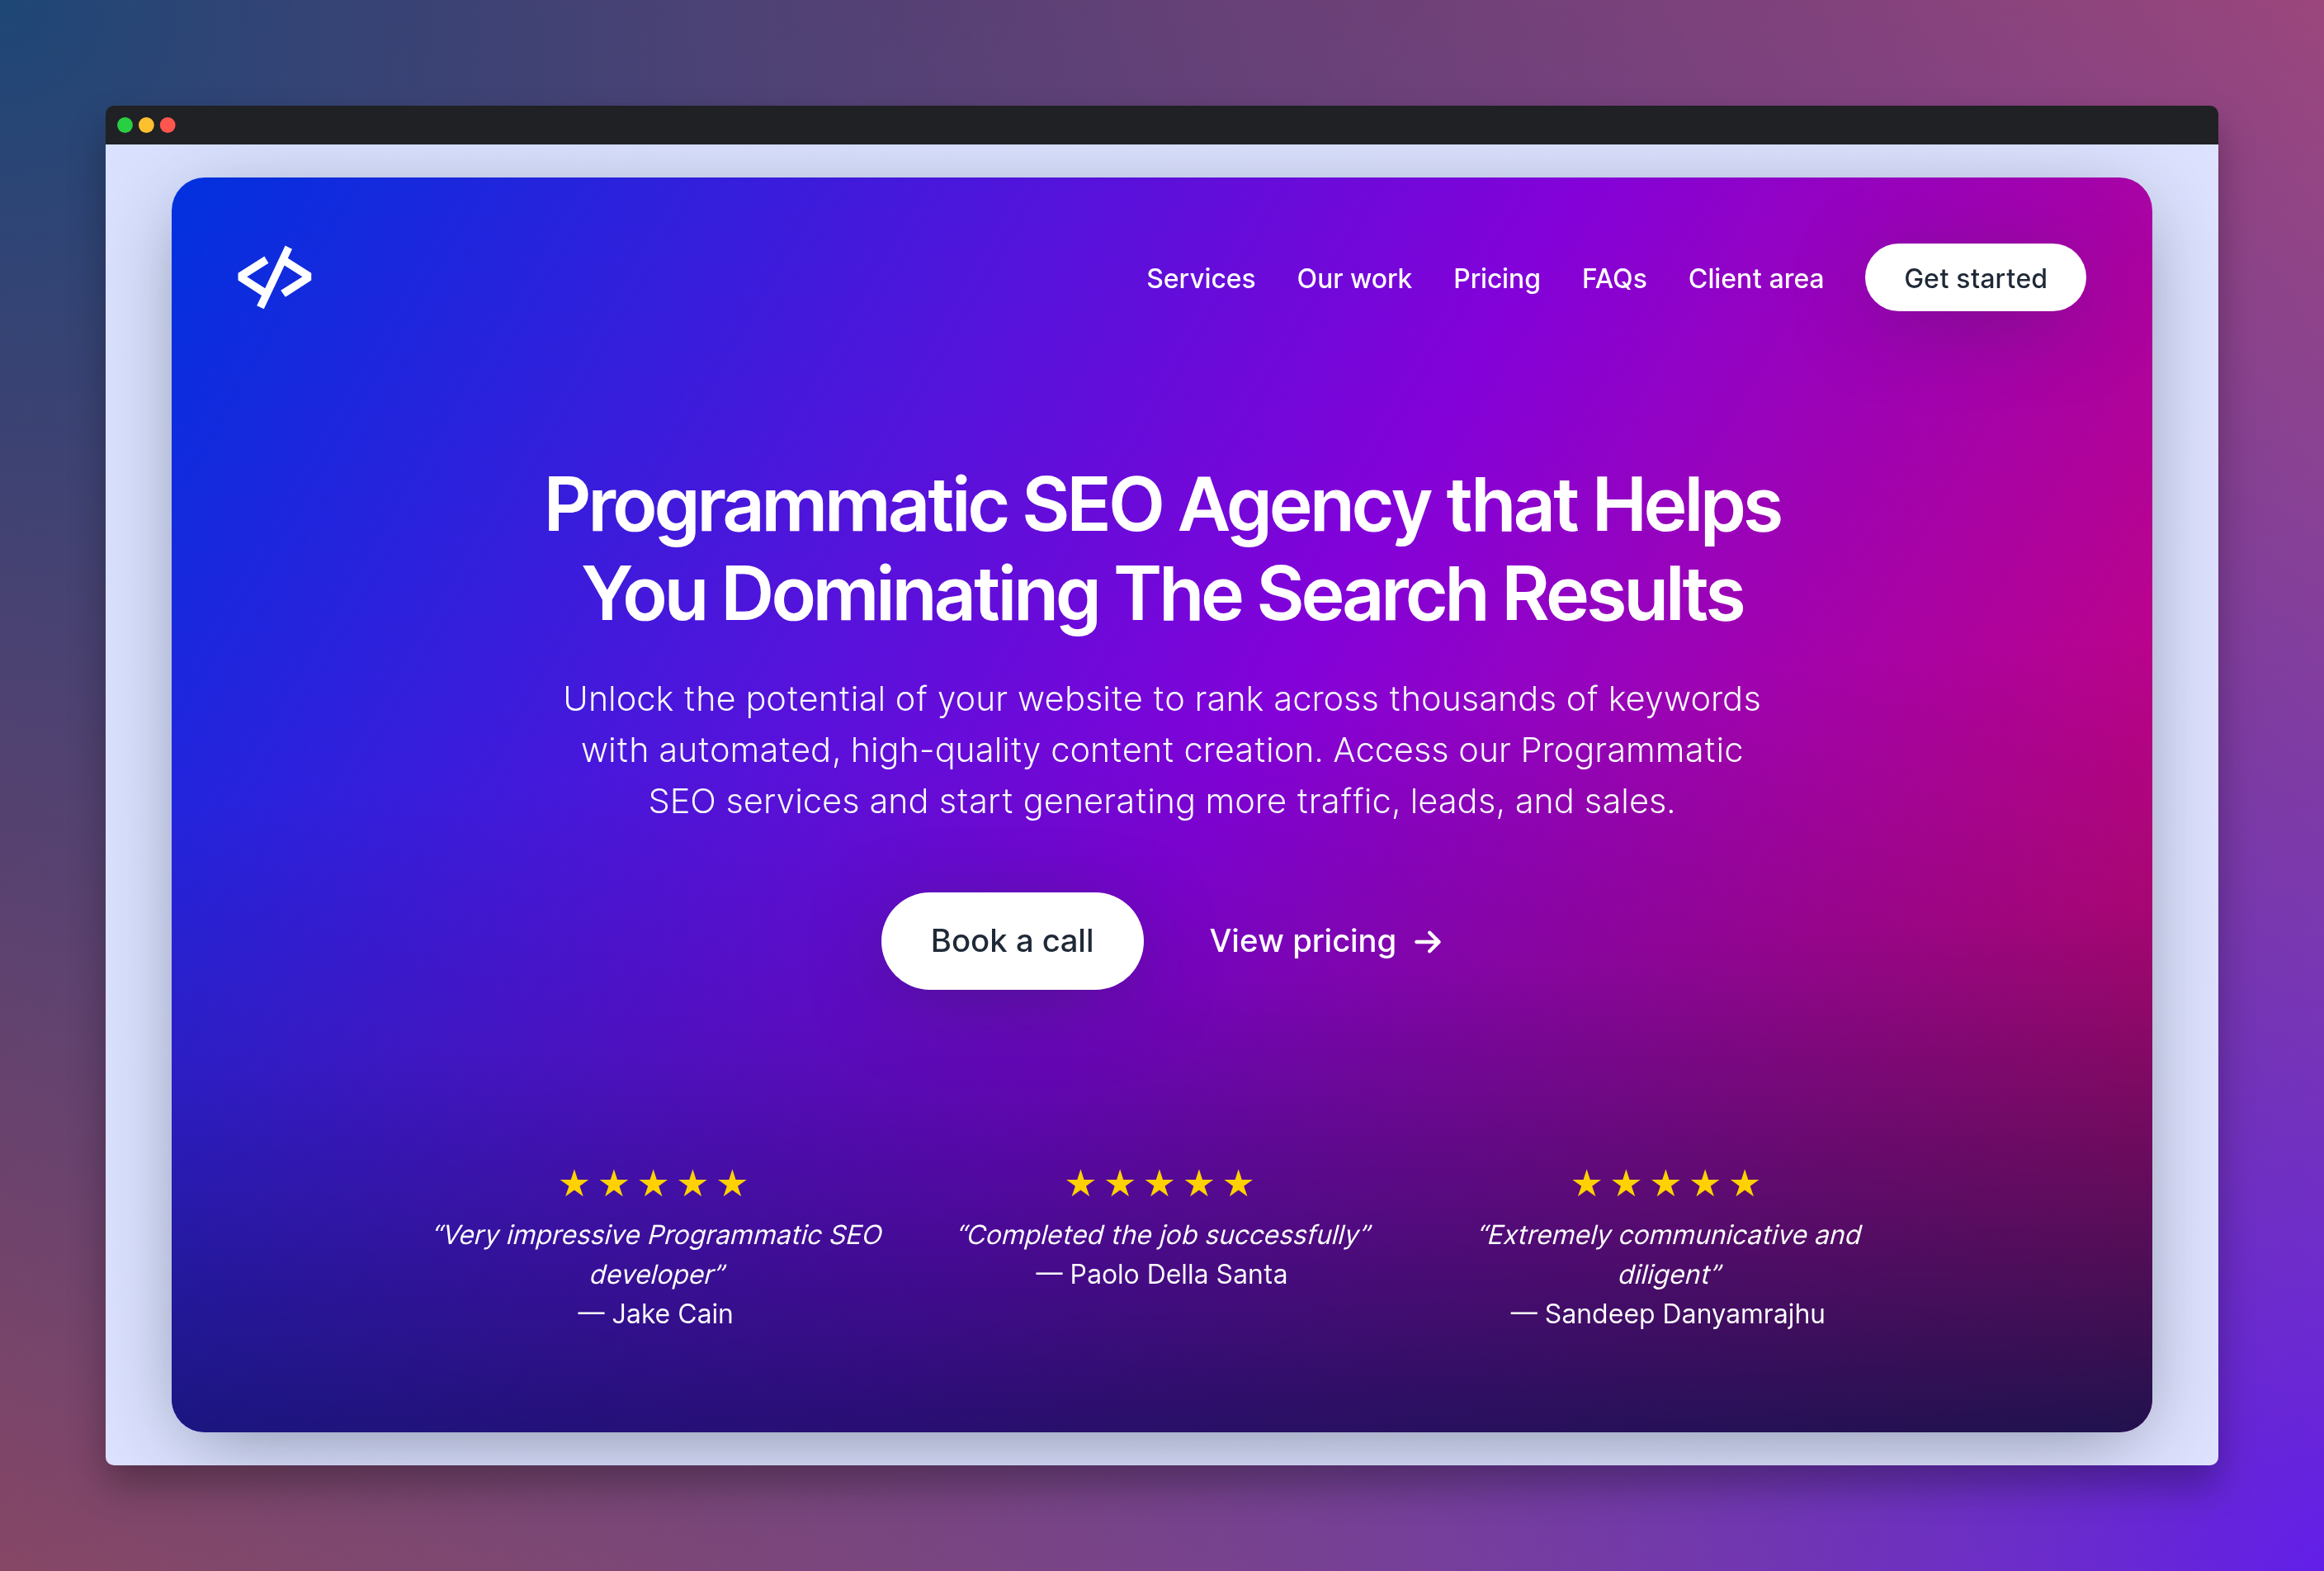 Services Our work Pricing FAQs Client area Get started
Programmatic SEO Agency that Helps
You Dominating The Search Results
Unlock the potential of your website to rank across thousands of keywords
with automated, high-quality content creation. Access our Programmatic
SEO services and start generating more traffic, leads, and sales.
Book a call View pricing →
★★★★★
“Very impressive Programmatic SEO
developer”
— Jake Cain
★★★★★
“Completed the job successfully”
— Paolo Della Santa
★★★★★
“Extremely communicative and
diligent”
— Sandeep Danyamrajhu